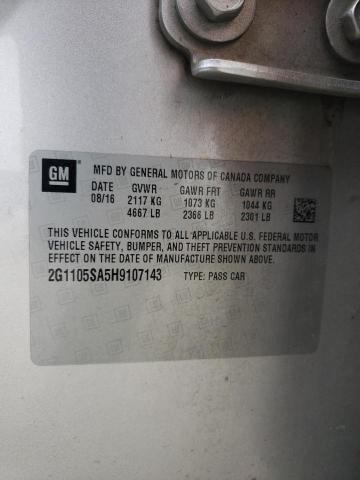 GM
MFD BY GENERAL MOTORS OF CANADA COMPANY
DATE GVWR GAWR FRT GAWR RR
08/16 2117 KG 1073 KG 1044 KG
4667 LB 2366 LB 2301 LB
THIS VEHICLE CONFORMS TO ALL APPLICABLE U.S. FEDERAL MOTOR
VEHICLE SAFETY, BUMPER, AND THEFT PREVENTION STANDARDS
IN EFFECT ON THE DATE OF MANUFACTURE SHOWN ABOVE.
2G1105SA5H9107143 TYPE: PASS CAR